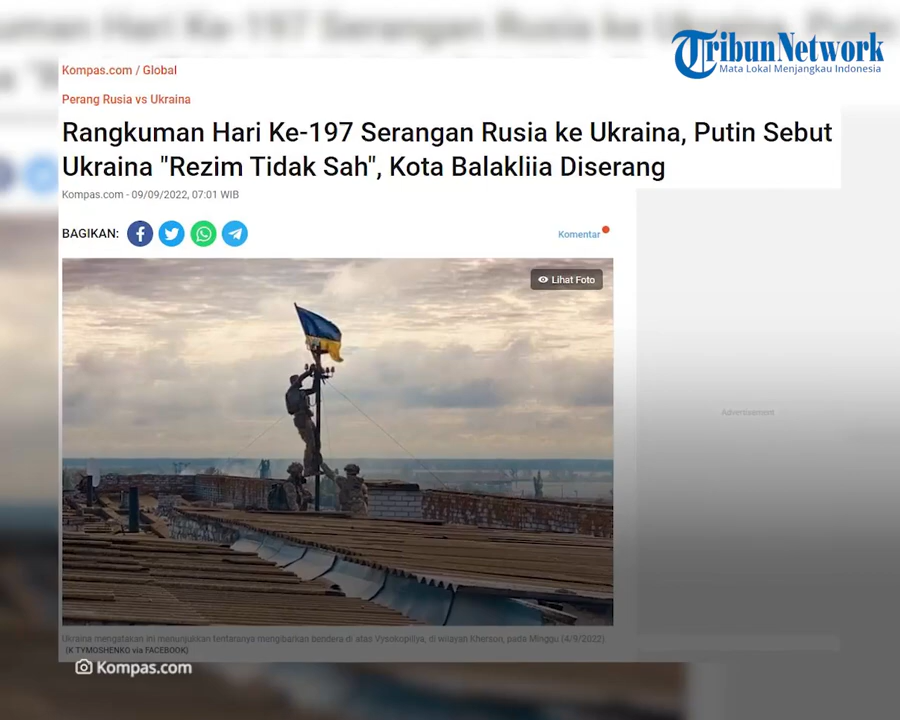 TribunNetwork
Mata Lokal Menjangkau Indonesia
Kompas.com / Global
Perang Rusia vs Ukraina
Rangkuman Hari Ke-197 Serangan Rusia ke Ukraina, Putin Sebut
Ukraina "Rezim Tidak Sah", Kota Balakliia Diserang
Kompas.com - 09/09/2022, 07:01 WIB
BAGIKAN:
Komentar
Lihat Foto
Advertisement
Ukraina mengatakan ini menunjukkan tentaranya mengibarkan bendera di atas Vysokopillya, di wilayah Kherson, pada Minggu (4/9/2022).
(K TYMOSHENKO via FACEBOOK)
Kompas.com